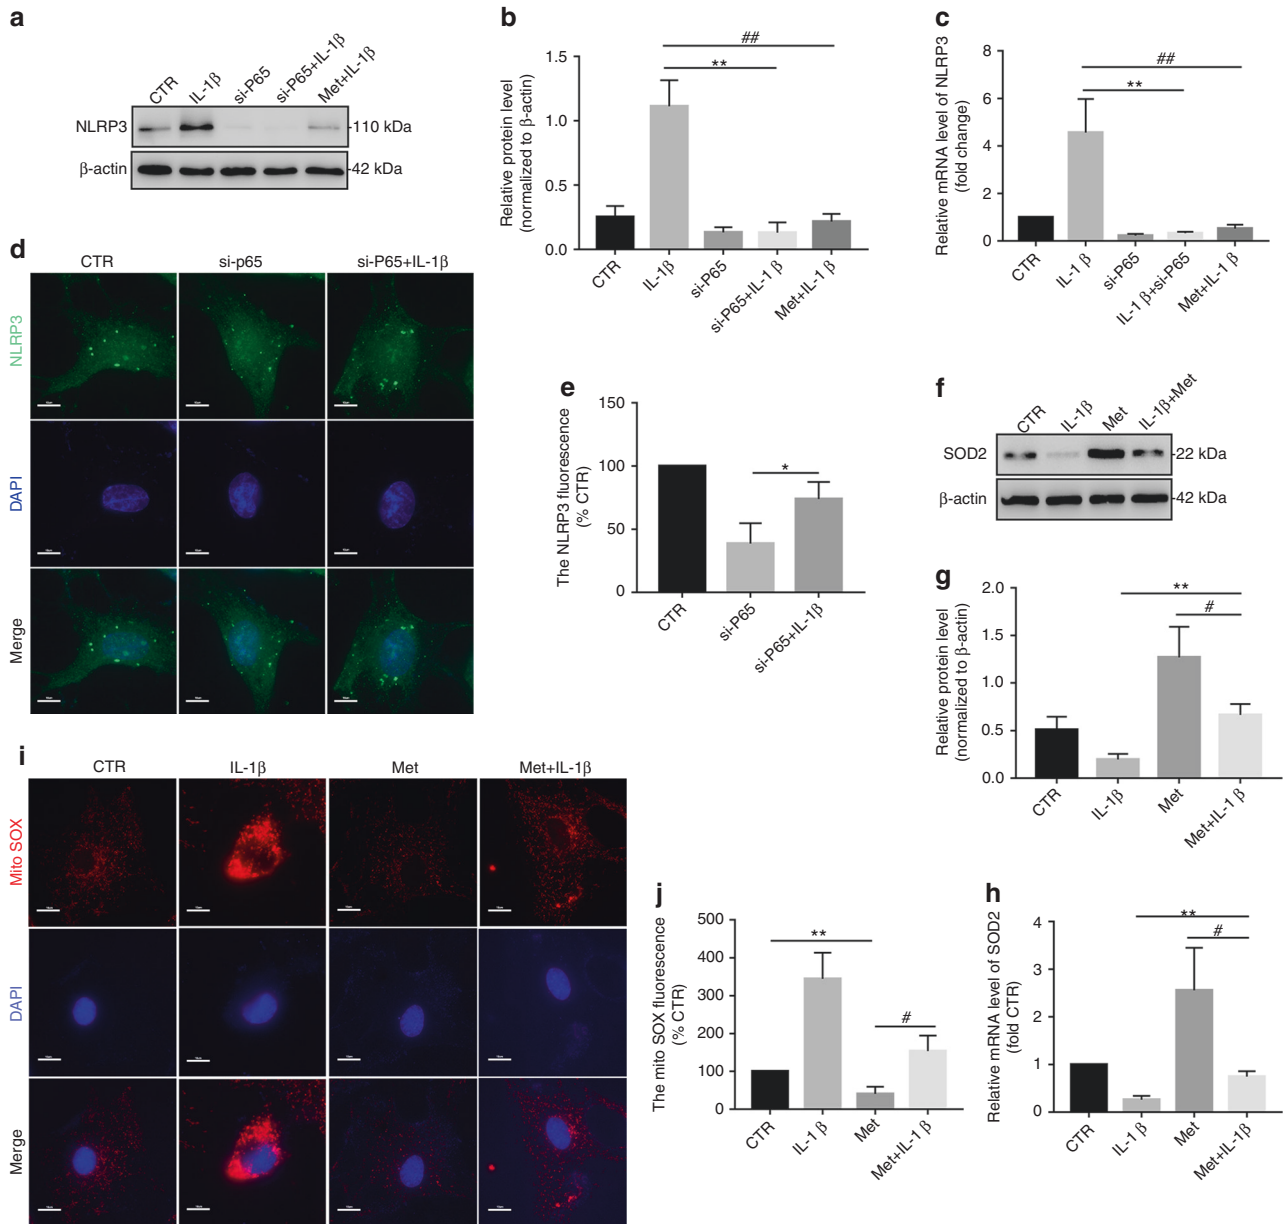 a
CTR IL-1β si-P65 si-P65+IL-1β Met+IL-1β
NLRP3 -110 kDa
β-actin -42 kDa
b
Relative protein level
(normalized to β-actin)
1.5
1.0
0.5
0.0
##
**
CTR IL-1β si-P65 si-P65+IL-1β Met+IL-1 β
c
Relative mRNA level of NLRP3
(fold change)
8
6
4
2
0
##
**
CTR IL-1 β si-P65 IL-1 β+si-P65 Met+IL-1 β
d
CTR si-p65 si-P65+IL-1β
NLRP3
DAPI
Merge
e
The NLRP3 fluorescence
(% CTR)
150
100
50
0
*
CTR si-P65 si-P65+IL-1β
f
CTR IL-1β Met IL-1β+Met
SOD2 -22 kDa
β-actin -42 kDa
g
Relative protein level
(normalized to β-actin)
2.0
1.5
1.0
0.5
0.0
**
#
CTR IL-1β Met Met+IL-1 β
i
CTR IL-1β Met Met+IL-1β
Mito SOX
DAPI
Merge
j
The mito SOX fluorescence
(% CTR)
500
400
300
200
100
0
**
#
CTR IL-1 β Met Met+IL-1 β
h
Relative mRNA level of SOD2
(fold CTR)
4
3
2
1
0
**
#
CTR IL-1 β Met Met+IL-1β